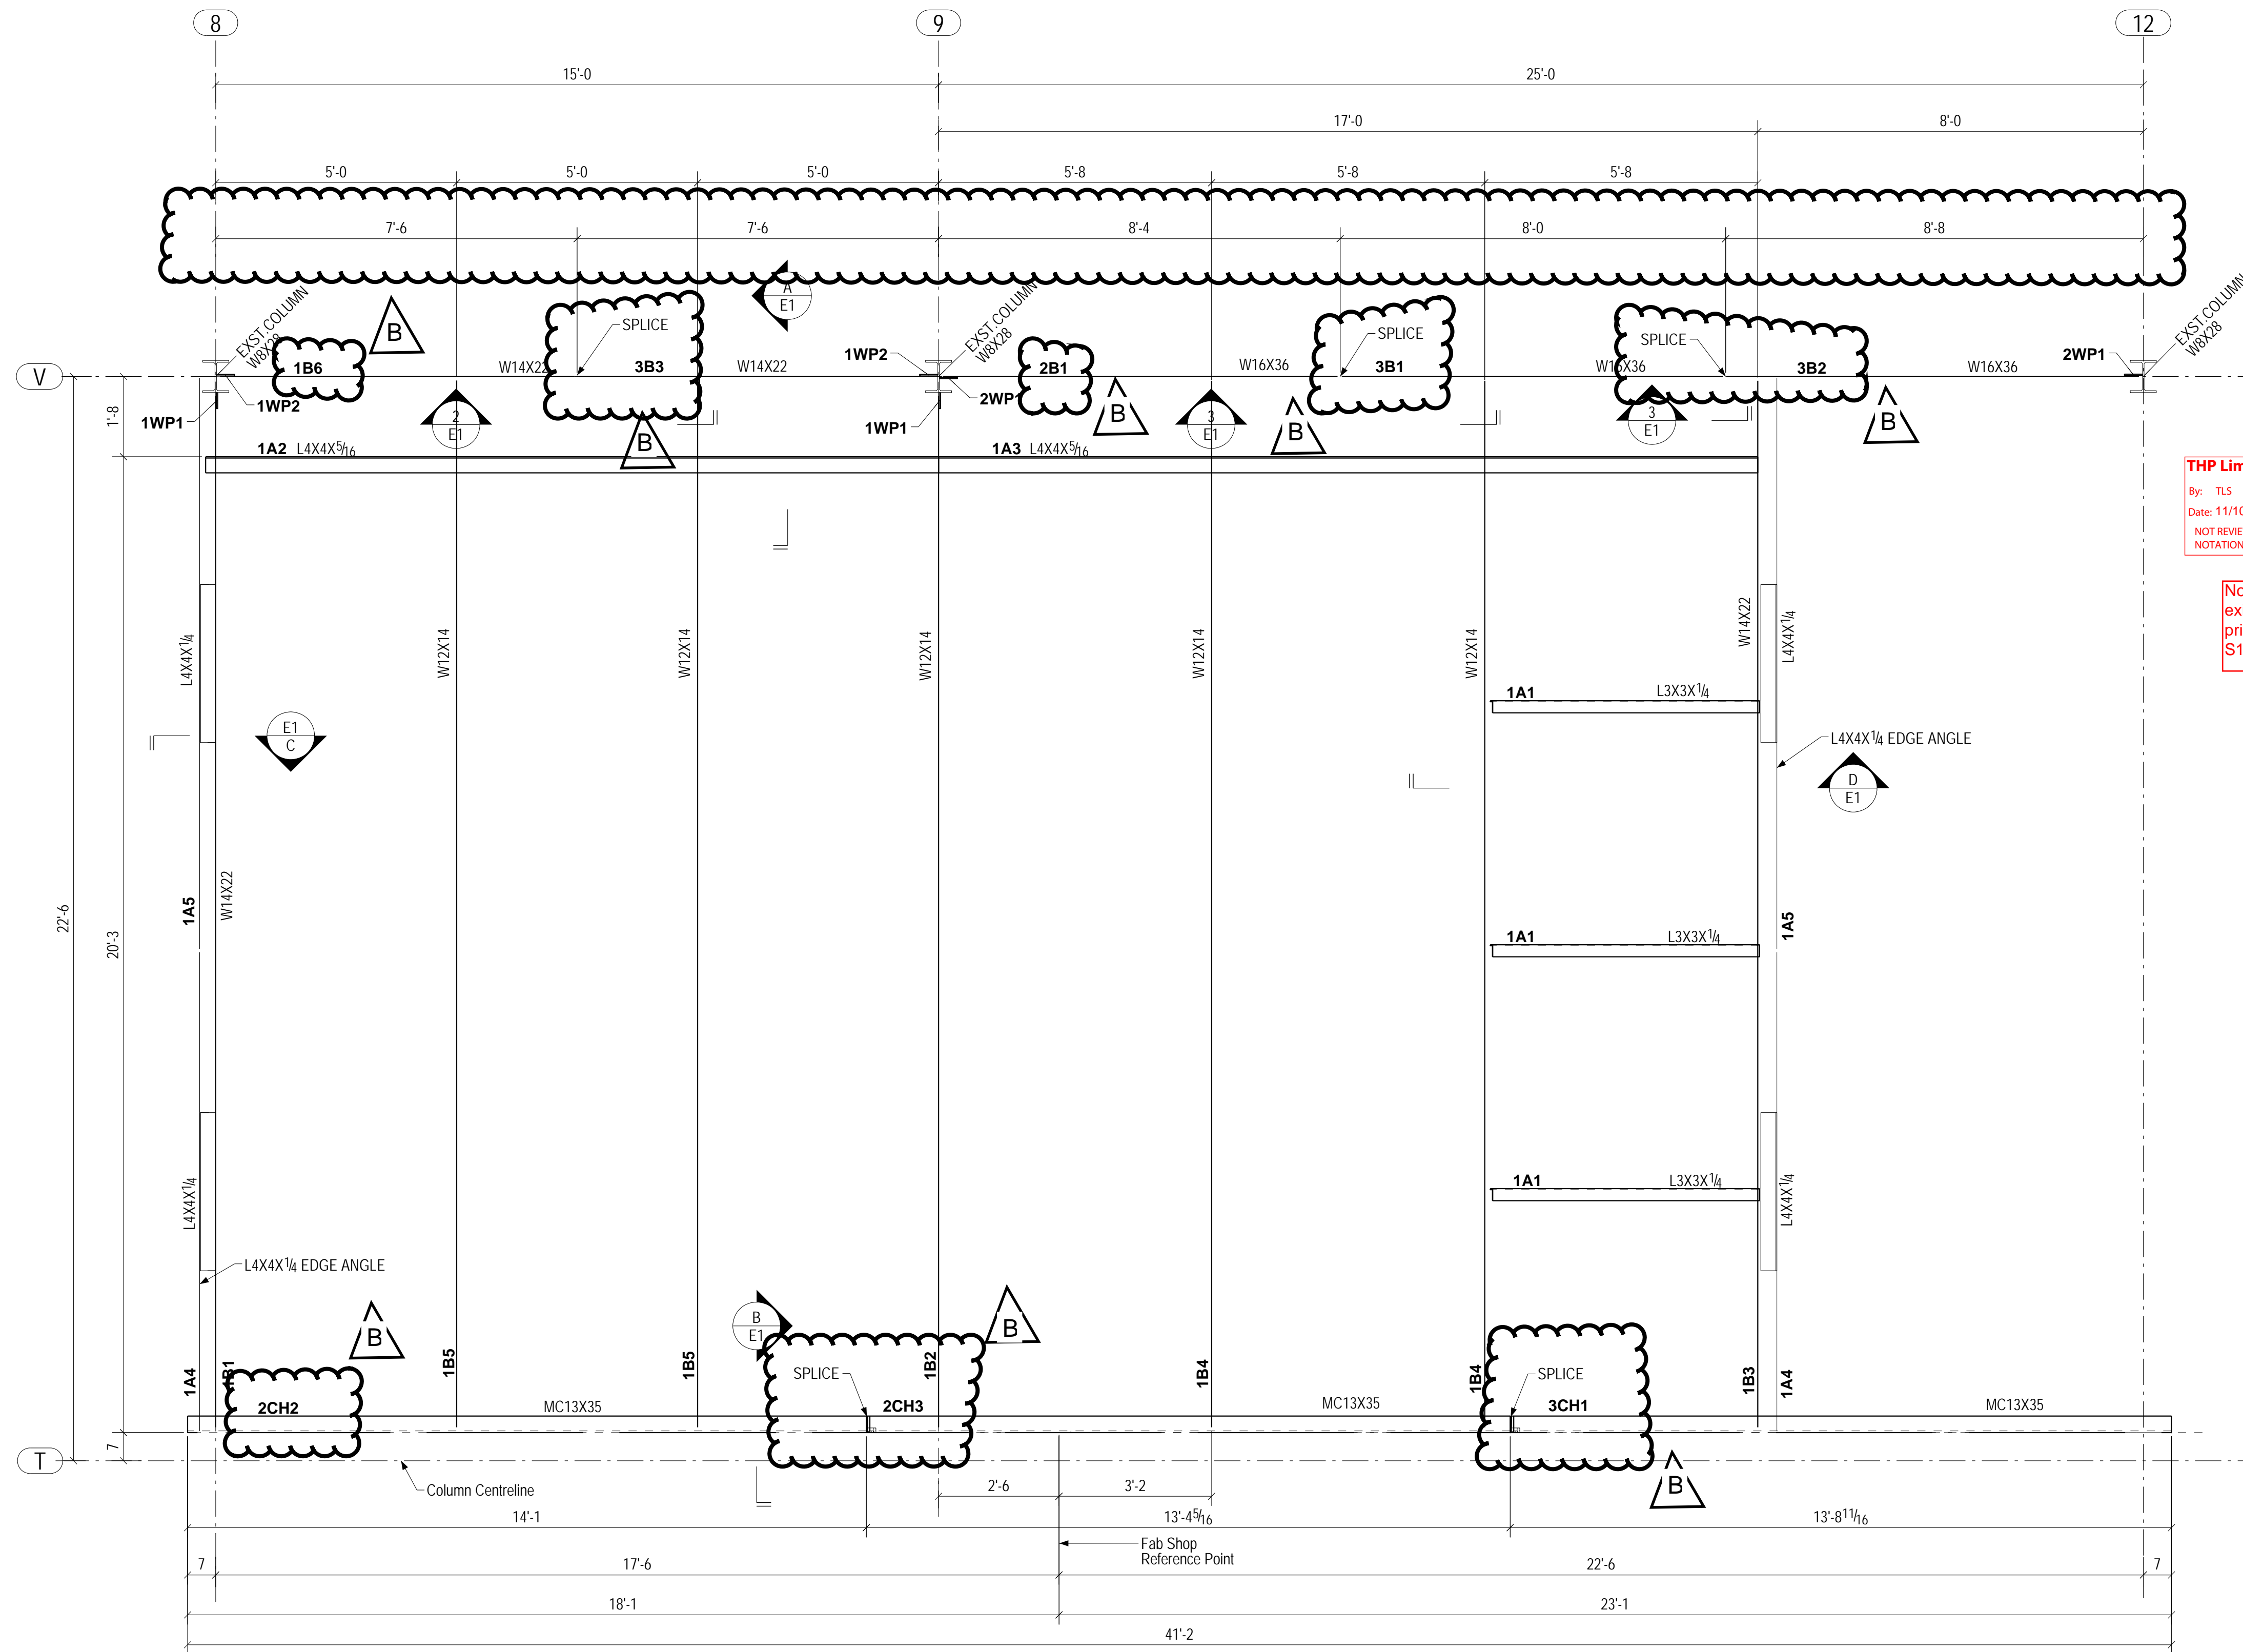 8
9
12
15'-0
25'-0
17'-0
8'-0
5'-0
5'-0
5'-0
5'-8
5'-8
5'-8
7'-6
7'-6
8'-4
8'-0
8'-8
EXST.COLUMN
W8X28
B
SPLICE
A
E1
EXST.COLUMN
W8X28
SPLICE
SPLICE
EXST.COLUMN
W8X28
V
1B6
W14X22
3B3
W14X22
1WP2
2B1
W16X36
3B1
W16X36
3B2
W16X36
2WP1
1'-8
1WP1
1WP2
2
E1
B
1WP1
2WP1
B
3
E1
B
3
E1
B
1A2 L4X4X5/16
1A3 L4X4X5/16
THP
By: TLS
Date:
L4X4X1/4
W12X14
W12X14
W12X14
W12X14
W12X14
W14X22
L4X4X1/4
S1
1A1 L3X3X1/4
E1
C
L4X4X1/4 EDGE ANGLE
D
E1
22'-6
20'-3
1A5
W14X22
1A1 L3X3X1/4
1A5
L4X4X1/4
1A1 L3X3X1/4
L4X4X1/4
L4X4X1/4 EDGE ANGLE
B
B
E1
B
1A4
1B1
1B5
1B5
SPLICE
1B2
1B4
1B4
SPLICE
1B3
1A4
2CH2
MC13X35
2CH3
MC13X35
3CH1
MC13X35
7
T
Column Centreline
2'-6
3'-2
B
14'-1
13'-4 5/16
13'-8 11/16
Fab Shop
Reference Point
7
17'-6
22'-6
7
18'-1
23'-1
41'-2